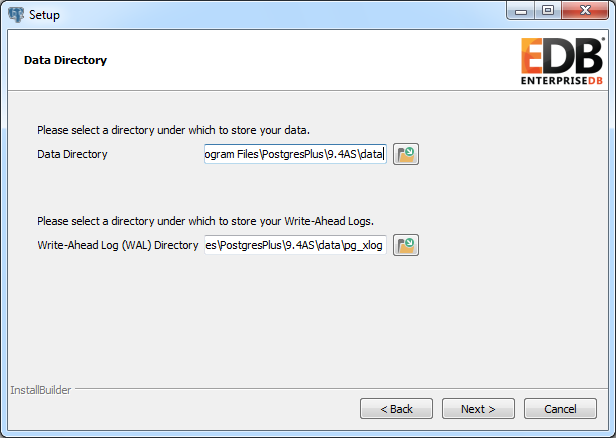 Setup
Data Directory
EDB
ENTERPRISEDB
Please select a directory under which to store your data.
Data Directory ogram Files\PostgresPlus\9.4AS\data
Please select a directory under which to store your Write-Ahead Logs.
Write-Ahead Log (WAL) Directory es\PostgresPlus\9.4AS\data\pg_xlog
InstallBuilder
< Back Next > Cancel